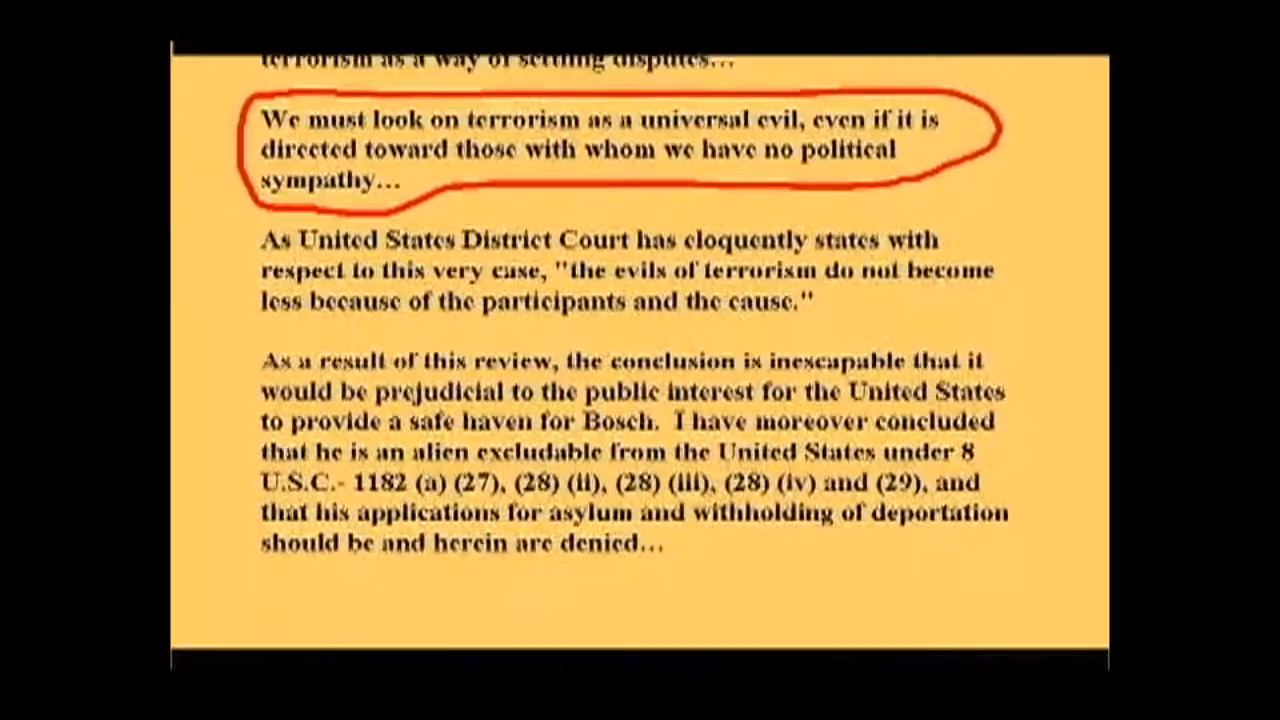 terrorism as a way of settling disputes...
We must look on terrorism as a universal evil, even if it is
directed toward those with whom we have no political
sympathy...
As United States District Court has eloquently states with
respect to this very case, "the evils of terrorism do not become
less because of the participants and the cause."
As a result of this review, the conclusion is inescapable that it
would be prejudicial to the public interest for the United States
to provide a safe haven for Bosch.  I have moreover concluded
that he is an alien excludable from the United States under 8
U.S.C.- 1182 (a) (27), (28) (ii), (28) (iii), (28) (iv) and (29), and
that his applications for asylum and withholding of deportation
should be and herein are denied...